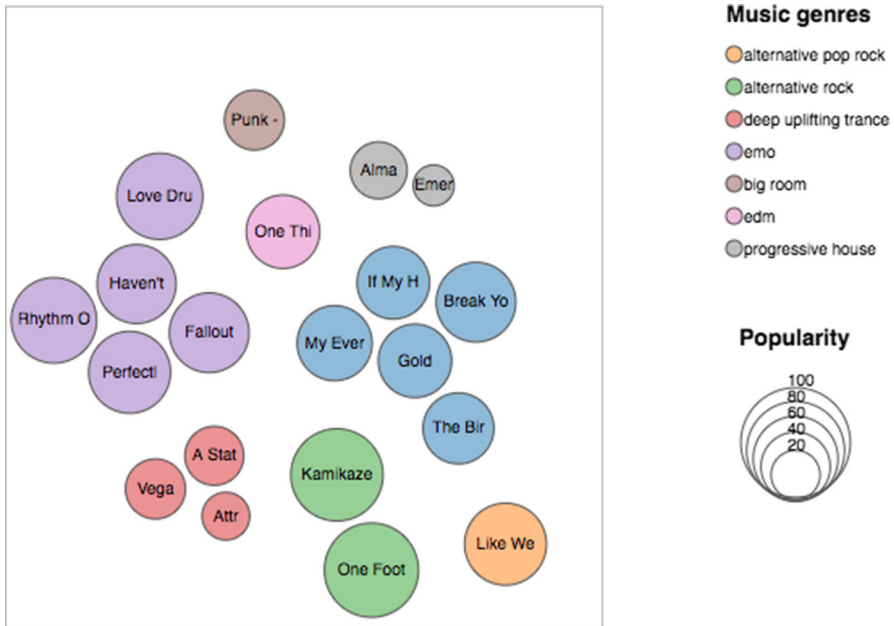 Music genres
alternative pop rock
alternative rock
deep uplifting trance
emo
big room
edm
progressive house
Popularity
100
80
60
40
20
Punk -
Alma
Emer
Love Dru
One Thi
Haven't
If My H
Break Yo
Rhythm O
Fallout
My Ever
Gold
Perfectl
The Bir
A Stat
Vega
Attr
Kamikaze
One Foot
Like We